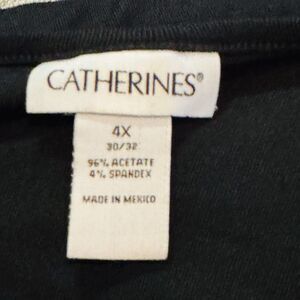 CATHERINES®
4X
30/32
96% ACETATE
4% SPANDEX
MADE IN MEXICO